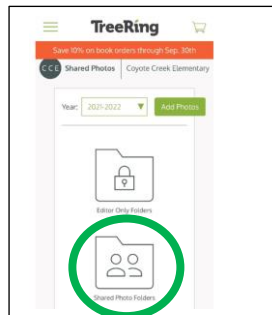 TreeRing
Save 10% on book orders through Sep. 30th
CCE Shared Photos Coyote Creek Elementary
Year: 2021-2022 Add Photos
Editor Only Folders
Shared Photo Folders